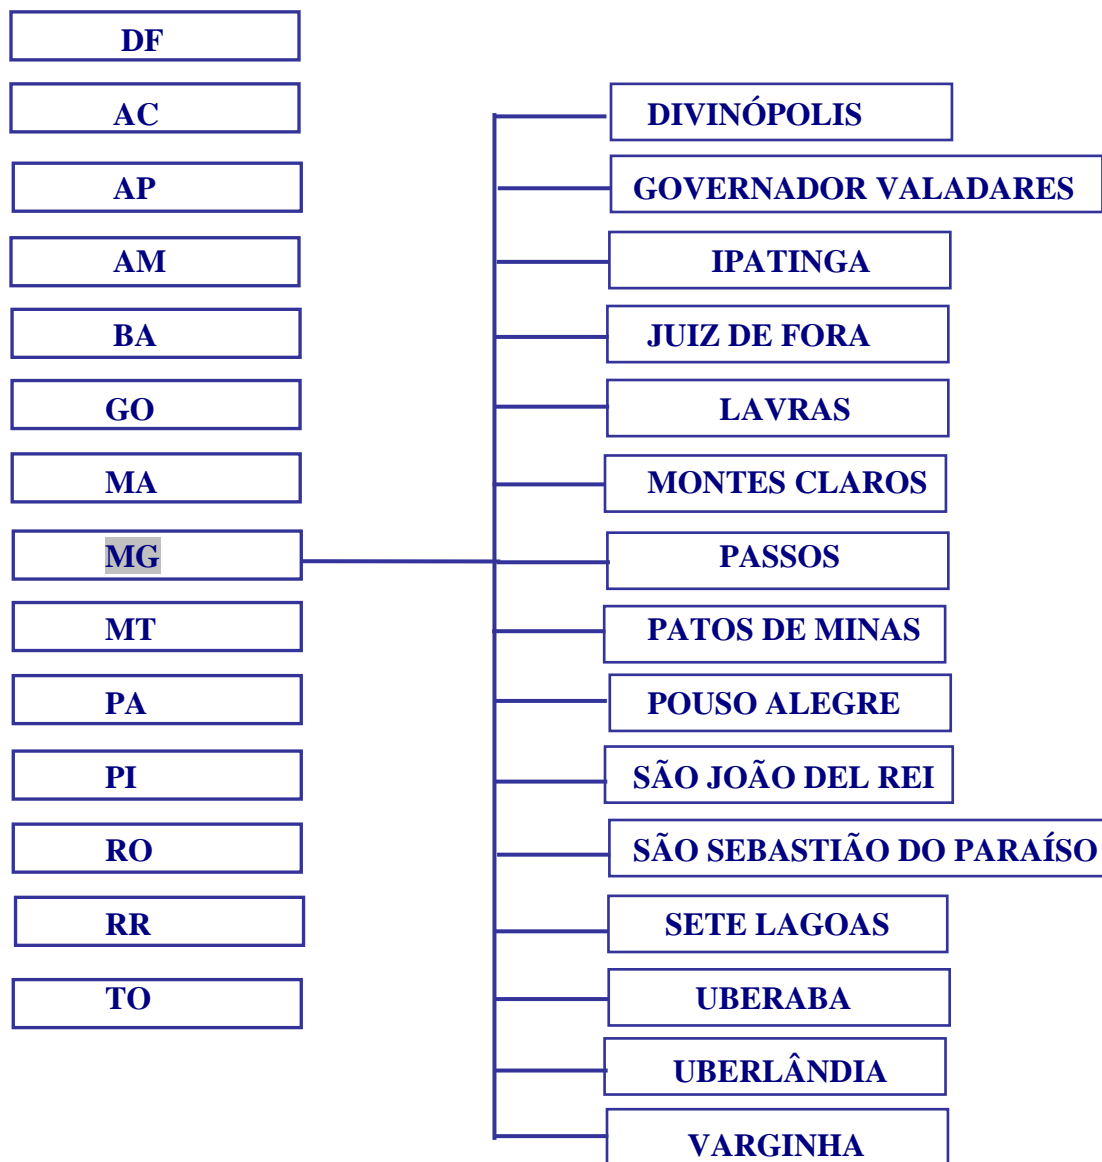 DF
AC
AP
AM
BA
GO
MA
MG
MT
PA
PI
RO
RR
TO
DIVINÓPOLIS
GOVERNADOR VALADARES
IPATINGA
JUIZ DE FORA
LAVRAS
MONTES CLAROS
PASSOS
PATOS DE MINAS
POUSO ALEGRE
SÃO JOÃO DEL REI
SÃO SEBASTIÃO DO PARAÍSO
SETE LAGOAS
UBERABA
UBERLÂNDIA
VARGINHA